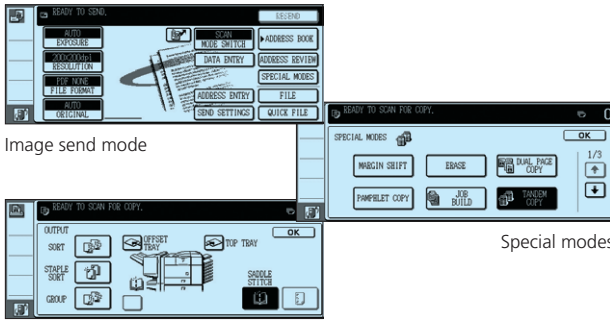 READY TO SEND.
RESEND
AUTO
EXPOSURE
SCAN
MODE SWITCH
ADDRESS BOOK
200X200dpI
RESOLUTION
DATA ENTRY
ADDRESS REVIEW
PDF NONE
FILE FORMAT
SPECIAL MODES
ADDRESS ENTRY
FILE
AUTO
ORIGINAL
SEND SETTINGS
QUICK FILE
Image send mode
READY TO SCAN FOR COPY.
SPECIAL MODES
OK
1/3
MARGIN SHIFT
ERASE
DUAL PAGE
COPY
PAMPHLET COPY
JOB
BUILD
TANDEM
COPY
Special modes
READY TO SCAN FOR COPY.
OUTPUT
OK
SORT
OFFSET
TRAY
TOP TRAY
STAPLE
SORT
SADDLE
STITCH
GROUP